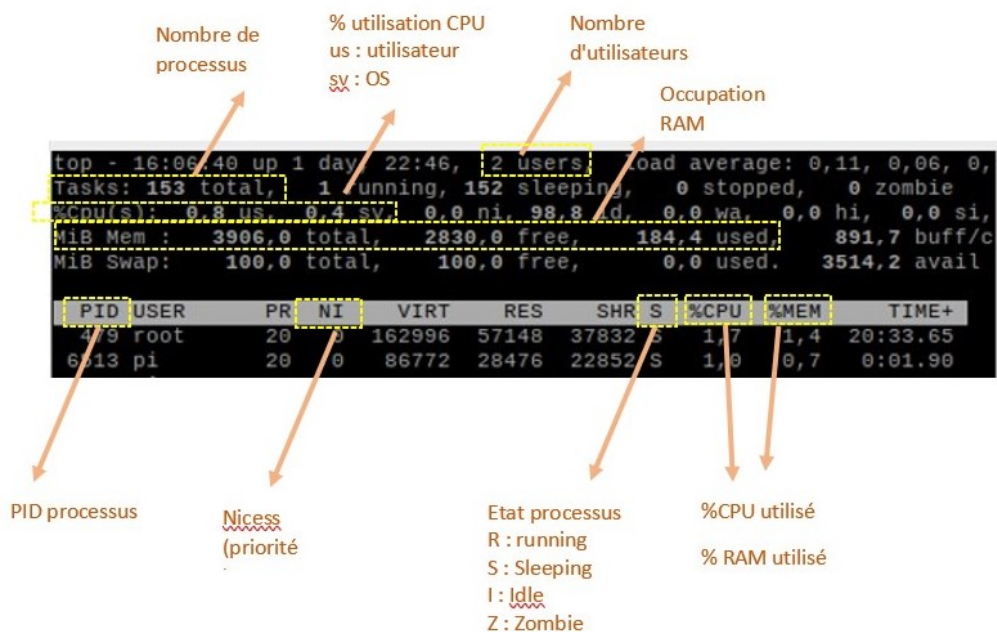 Nombre de
processus
% utilisation CPU
us : utilisateur
sv : OS
Nombre
d'utilisateurs
Occupation
RAM
top - 16:06:40 up 1 day, 22:46, 2 users, load average: 0,11, 0,06, 0,
Tasks: 153 total, 1 running, 152 sleeping, 0 stopped, 0 zombie
%Cpu(s): 0,8 us, 0,4 sy, 0,0 ni, 98,8 id, 0,0 wa, 0,0 hi, 0,0 si,
MiB Mem : 3906,0 total, 2830,0 free, 184,4 used, 891,7 buff/c
MiB Swap: 100,0 total, 100,0 free, 0,0 used. 3514,2 avail
PID USER PR NI VIRT RES SHR S %CPU %MEM TIME+
479 root 20 0 162996 57148 37832 S 1,7 1,4 20:33.65
6513 pi 20 0 86772 28476 22852 S 1,0 0,7 0:01.90
PID processus
Nicess
(priorité
Etat processus
R : running
S : Sleeping
I : Idle
Z : Zombie
%CPU utilisé
% RAM utilisé